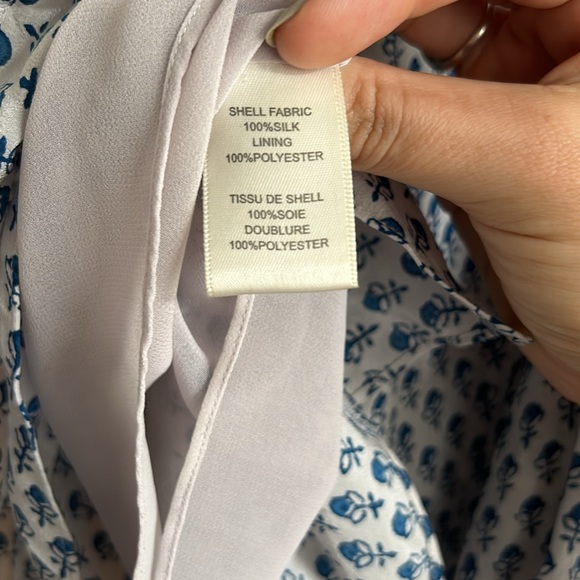 SHELL FABRIC
100%SILK
LINING
100%POLYESTER
TISSU DE SHELL
100%SOIE
DOUBLURE
100%POLYESTER